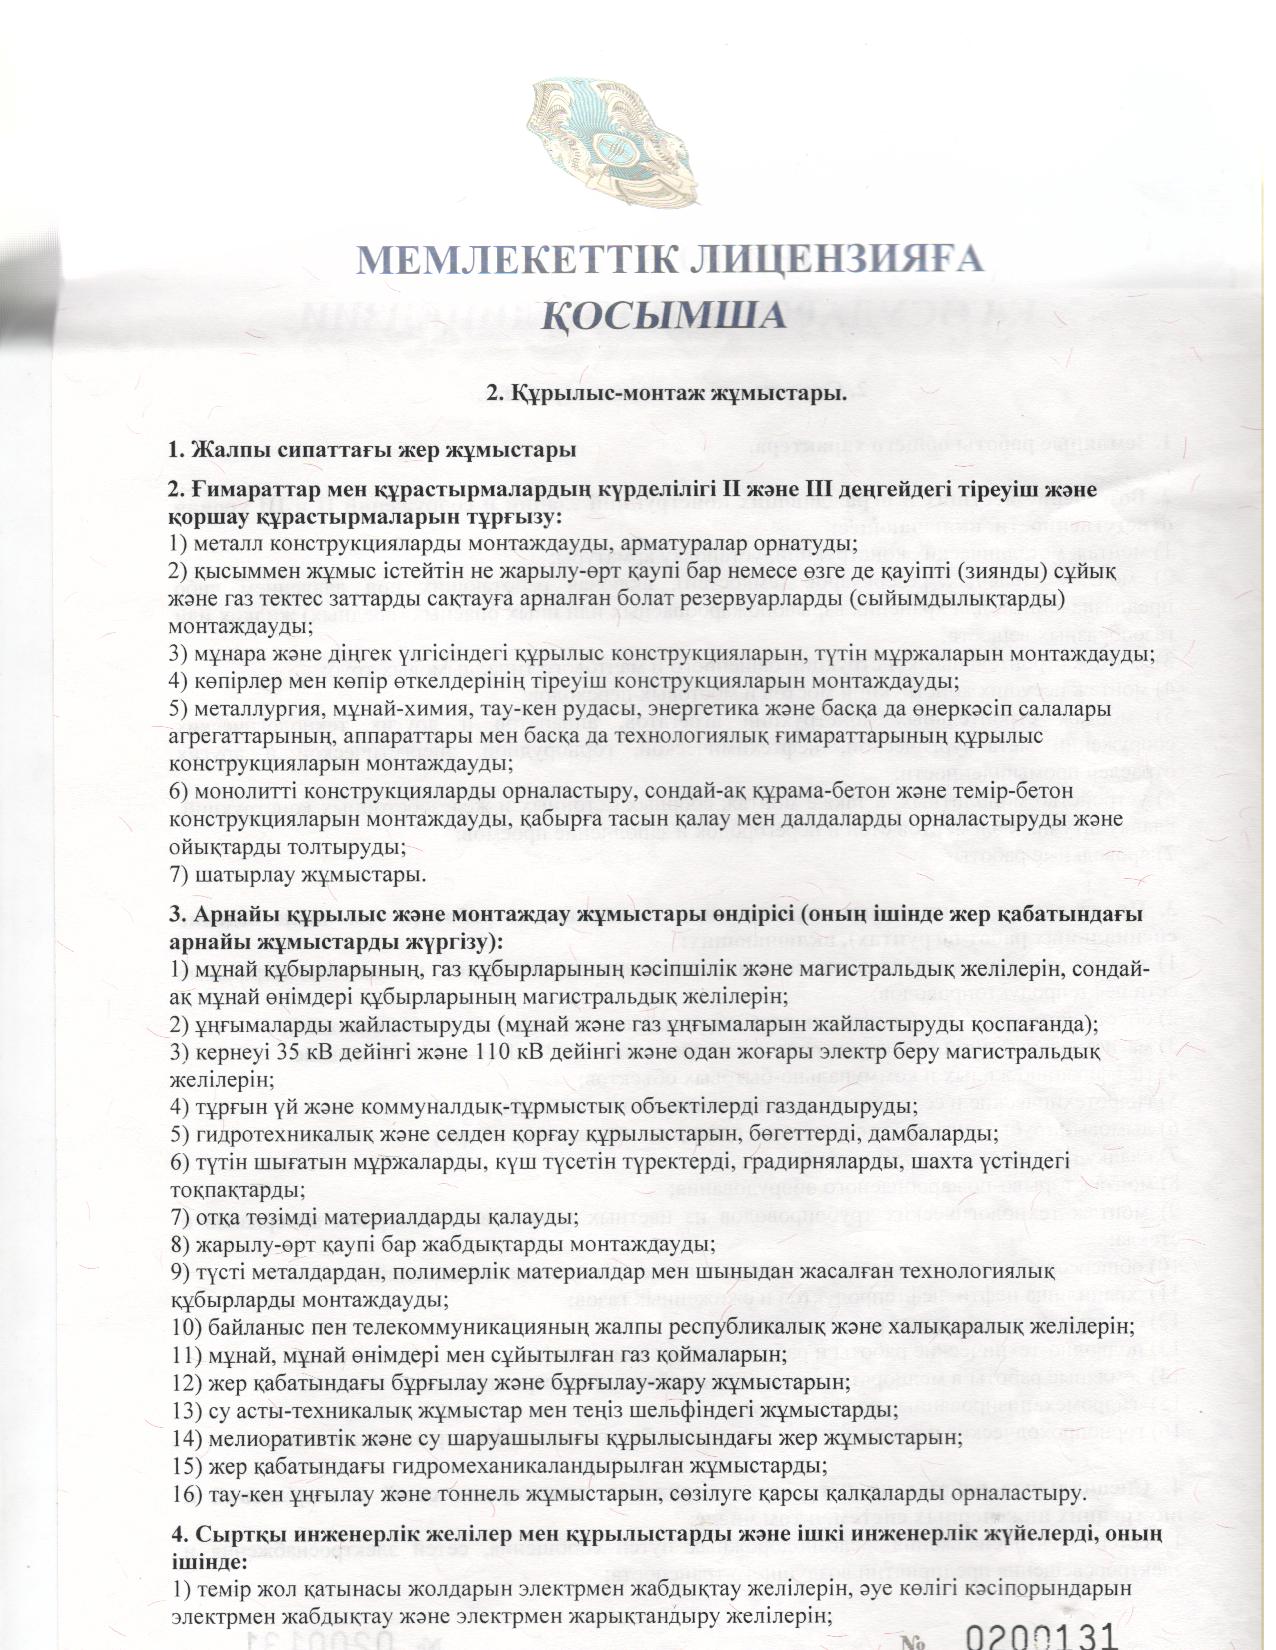 МЕМЛЕКЕТТІК ЛИЦЕНЗИЯҒА
ҚОСЫМША
2. Құрылыс-монтаж жұмыстары.
1. Жалпы сипаттағы жер жұмыстары
2. Ғимараттар мен құрастырмалардың күрделілігі II және III деңгейдегі тіреуіш және
қоршау құрастырмаларын тұрғызу:
1) металл конструкцияларды монтаждауды, арматуралар орнатуды;
2) қысыммен жұмыс істейтін не жарылу-өрт қаупі бар немесе өзге де қауіпті (зиянды) сұйық
және газ тектес заттарды сақтауға арналған болат резервуарларды (сыйымдылықтарды)
монтаждауды;
3) мұнара және діңгек үлгісіндегі құрылыс конструкцияларын, түтін мұржаларын монтаждауды;
4) көпірлер мен көпір өткелдерінің тіреуіш конструкцияларын монтаждауды;
5) металлургия, мұнай-химия, тау-кен рудасы, энергетика және басқа да өнеркәсіп салалары
агрегаттарының, аппараттары мен басқа да технологиялық ғимараттарының құрылыс
конструкцияларын монтаждауды;
6) монолитті конструкцияларды орналастыру, сондай-ақ құрама-бетон және темір-бетон
конструкцияларын монтаждауды, қабырға тасын қалау мен далдаларды орналастыруды және
ойықтарды толтыруды;
7) шатырлау жұмыстары.
3. Арнайы құрылыс және монтаждау жұмыстары өндірісі (оның ішінде жер қабатындағы
арнайы жұмыстарды жүргізу):
1) мұнай құбырларының, газ құбырларының кәсіпшілік және магистральдық желілерін, сондай-
ақ мұнай өнімдері құбырларының магистральдық желілерін;
2) ұңғымаларды жайластыруды (мұнай және газ ұңғымаларын жайластыруды қоспағанда);
3) кернеуі 35 кВ дейінгі және 110 кВ дейінгі және одан жоғары электр беру магистральдық
желілерін;
4) тұрғын үй және коммуналдық-тұрмыстық объектілерді газдандыруды;
5) гидротехникалық және селден қорғау құрылыстарын, бөгеттерді, дамбаларды;
6) түтін шығатын мұржаларды, күш түсетін түректерді, градирняларды, шахта үстіндегі
тоқпақтарды;
7) отқа төзімді материалдарды қалауды;
8) жарылу-өрт қаупі бар жабдықтарды монтаждауды;
9) түсті металдардан, полимерлік материалдар мен шыныдан жасалған технологиялық
құбырларды монтаждауды;
10) байланыс пен телекоммуникацияның жалпы республикалық және халықаралық желілерін;
11) мұнай, мұнай өнімдері мен сұйытылған газ қоймаларын;
12) жер қабатындағы бұрғылау және бұрғылау-жару жұмыстарын;
13) су асты-техникалық жұмыстар мен теңіз шельфіндегі жұмыстарды;
14) мелиоративтік және су шаруашылығы құрылысындағы жер жұмыстарын;
15) жер қабатындағы гидромеханикаландырылған жұмыстарды;
16) тау-кен ұңғылау және тоннель жұмыстарын, сөзілуге қарсы қалқаларды орналастыру.
4. Сыртқы инженерлік желілер мен құрылыстарды және ішкі инженерлік жүйелерді, оның
ішінде:
1) темір жол қатынасы жолдарын электрмен жабдықтау желілерін, әуе көлігі кәсіпорындарын
электрмен жабдықтау және электрмен жарықтандыру желілерін;
№ 0200131